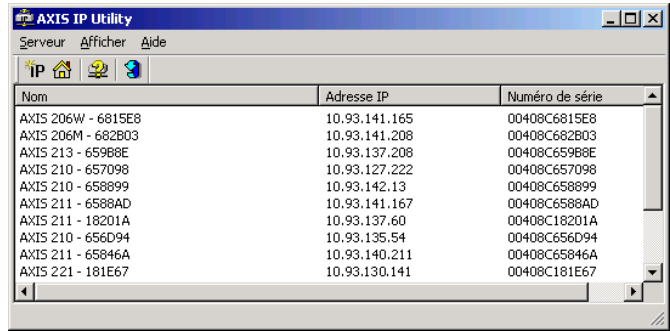 AXIS IP Utility
Serveur Afficher Aide
iP
Nom Adresse IP Numéro de série
AXIS 206W - 6815E8 10.93.141.165 00408C6815E8
AXIS 206M - 682B03 10.93.141.208 00408C682B03
AXIS 213 - 659B8E 10.93.137.208 00408C659B8E
AXIS 210 - 657098 10.93.127.222 00408C657098
AXIS 210 - 658899 10.93.142.13 00408C658899
AXIS 211 - 6588AD 10.93.141.167 00408C6588AD
AXIS 211 - 18201A 10.93.137.60 00408C18201A
AXIS 210 - 656D94 10.93.135.54 00408C656D94
AXIS 211 - 65846A 10.93.140.211 00408C65846A
AXIS 221 - 181E67 10.93.130.141 00408C181E67